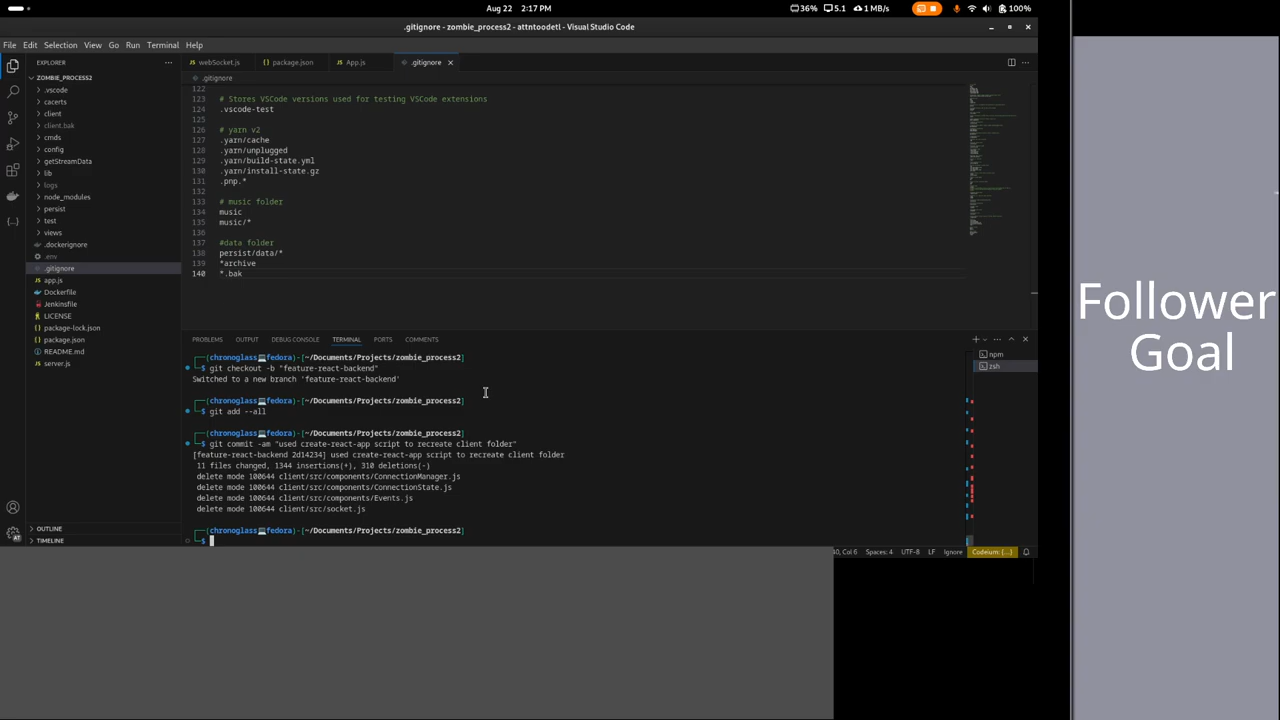 Aug 22 2:17 PM
36% 5.1 1 MB/s 100%
.gitignore - zombie_process2 - attntoodetl - Visual Studio Code
File Edit Selection View Go Run Terminal Help
EXPLORER
webSocket.js package.json App.js .gitignore
ZOMBIE_PROCESS2
.gitignore
.vscode
cacerts
client
client.bak
cmds
config
getStreamData
lib
logs
node_modules
persist
test
views
.dockerignore
.env
.gitignore
app.js
Dockerfile
Jenkinsfile
LICENSE
package-lock.json
package.json
README.md
server.js
OUTLINE
TIMELINE
122
123 # Stores VSCode versions used for testing VSCode extensions
124 .vscode-test
125
126 # yarn v2
127 .yarn/cache
128 .yarn/unplugged
129 .yarn/build-state.yml
130 .yarn/install-state.gz
131 .pnp.*
132
133 # music folder
134 music
135 music/*
136
137 #data folder
138 persist/data/*
139 *archive
140 *.bak
PROBLEMS OUTPUT DEBUG CONSOLE TERMINAL PORTS COMMENTS
npm
zsh
(chronoglass💻fedora)-[~/Documents/Projects/zombie_process2]
$ git checkout -b "feature-react-backend"
Switched to a new branch 'feature-react-backend'
(chronoglass💻fedora)-[~/Documents/Projects/zombie_process2]
$ git add --all
(chronoglass💻fedora)-[~/Documents/Projects/zombie_process2]
$ git commit -am "used create-react-app script to recreate client folder"
[feature-react-backend 2d14234] used create-react-app script to recreate client folder
11 files changed, 1344 insertions(+), 310 deletions(-)
delete mode 100644 client/src/components/ConnectionManager.js
delete mode 100644 client/src/components/ConnectionState.js
delete mode 100644 client/src/components/Events.js
delete mode 100644 client/src/socket.js
(chronoglass💻fedora)-[~/Documents/Projects/zombie_process2]
$
40, Col 6 Spaces: 4 UTF-8 LF Ignore Codeium: {...}
Follower
Goal